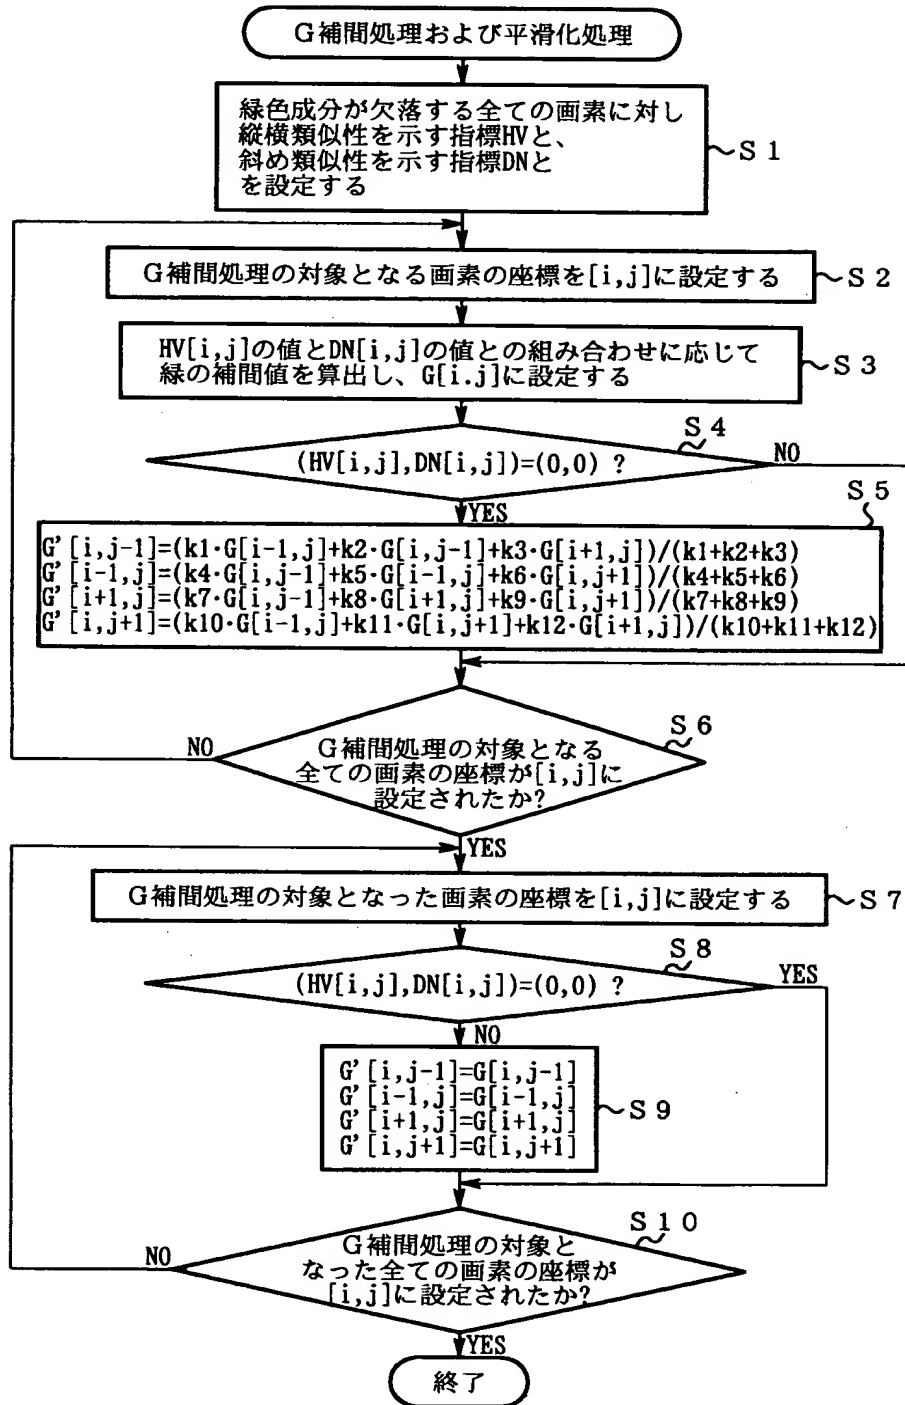 G補間処理および平滑化処理
緑色成分が欠落する全ての画素に対し
縦横類似性を示す指標HVと、
斜め類似性を示す指標DNと
を設定する
S1
G補間処理の対象となる画素の座標を[i,j]に設定する
S2
HV[i,j]の値とDN[i,j]の値との組み合わせに応じて
緑の補間値を算出し、G[i.j]に設定する
S3
S4
(HV[i,j],DN[i,j])=(0,0) ?
NO
YES
S5
G'[i,j-1]=(k1·G[i-1,j]+k2·G[i,j-1]+k3·G[i+1,j])/(k1+k2+k3)
G'[i-1,j]=(k4·G[i,j-1]+k5·G[i-1,j]+k6·G[i,j+1])/(k4+k5+k6)
G'[i+1,j]=(k7·G[i,j-1]+k8·G[i+1,j]+k9·G[i,j+1])/(k7+k8+k9)
G'[i,j+1]=(k10·G[i-1,j]+k11·G[i,j+1]+k12·G[i+1,j])/(k10+k11+k12)
S6
NO
G補間処理の対象となる
全ての画素の座標が[i,j]に
設定されたか?
YES
G補間処理の対象となった画素の座標を[i,j]に設定する
S7
S8
(HV[i,j],DN[i,j])=(0,0) ?
YES
NO
G'[i,j-1]=G[i,j-1]
G'[i-1,j]=G[i-1,j]
G'[i+1,j]=G[i+1,j]
G'[i,j+1]=G[i,j+1]
S9
S10
NO
G補間処理の対象と
なった全ての画素の座標が
[i,j]に設定されたか?
YES
終了